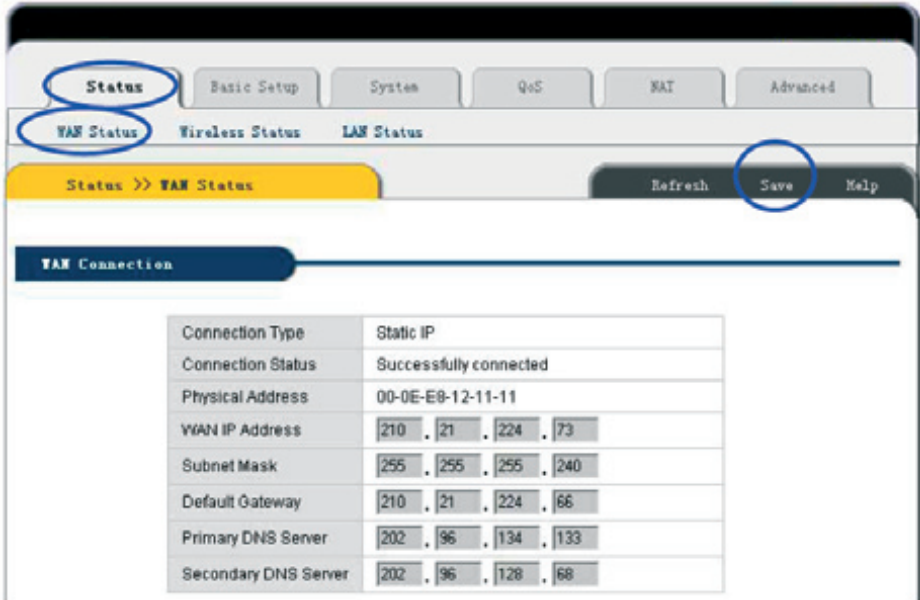 Status Basic Setup System QoS NAT Advanced
WAN Status Wireless Status LAN Status
Status >> WAN Status Refresh Save Help
WAN Connection
Connection Type Static IP
Connection Status Successfully connected
Physical Address 00-0E-E8-12-11-11
WAN IP Address 210 . 21 . 224 . 73
Subnet Mask 255 . 255 . 255 . 240
Default Gateway 210 . 21 . 224 . 66
Primary DNS Server 202 . 96 . 134 . 133
Secondary DNS Server 202 . 96 . 128 . 68